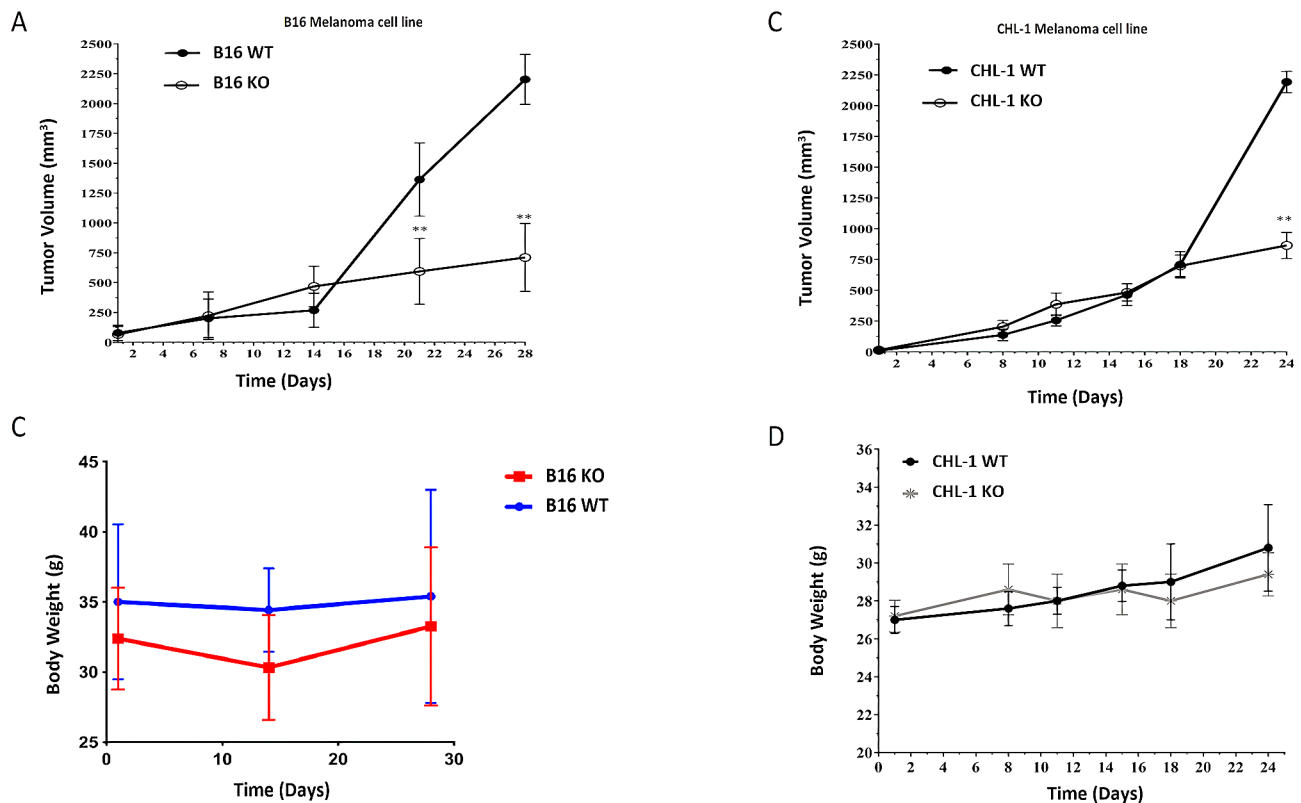 A
B16 Melanoma cell line
B16 WT
B16 KO
Tumor Volume (mm³)
2500
2250
2000
1750
1500
1250
1000
750
500
250
0
**
**
2 4 6 8 10 12 14 16 18 20 22 24 26 28
Time (Days)
C
CHL-1 Melanoma cell line
CHL-1 WT
CHL-1 KO
Tumor Volume (mm³)
2500
2250
2000
1750
1500
1250
1000
750
500
250
0
**
2 4 6 8 10 12 14 16 18 20 22 24
Time (Days)
C
B16 KO
B16 WT
Body Weight (g)
45
40
35
30
25
0 10 20 30
Time (Days)
D
CHL-1 WT
CHL-1 KO
Body Weight (g)
36
34
32
30
28
26
24
22
20
0 2 4 6 8 10 12 14 16 18 20 22 24
Time (Days)